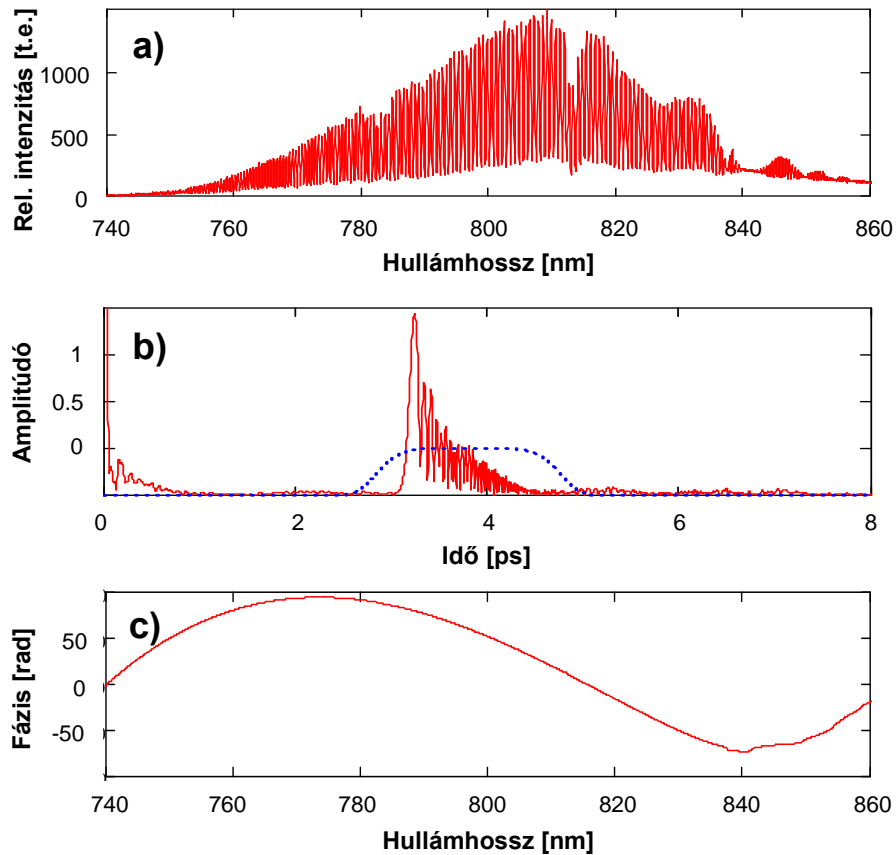 a)
Rel. intenzitás [t.e.]
1000
500
0
740 760 780 800 820 840 860
Hullámhossz [nm]
b)
Amplitúdó
1
0.5
0
0 2 4 6 8
Idő [ps]
c)
Fázis [rad]
50
0
-50
740 760 780 800 820 840 860
Hullámhossz [nm]